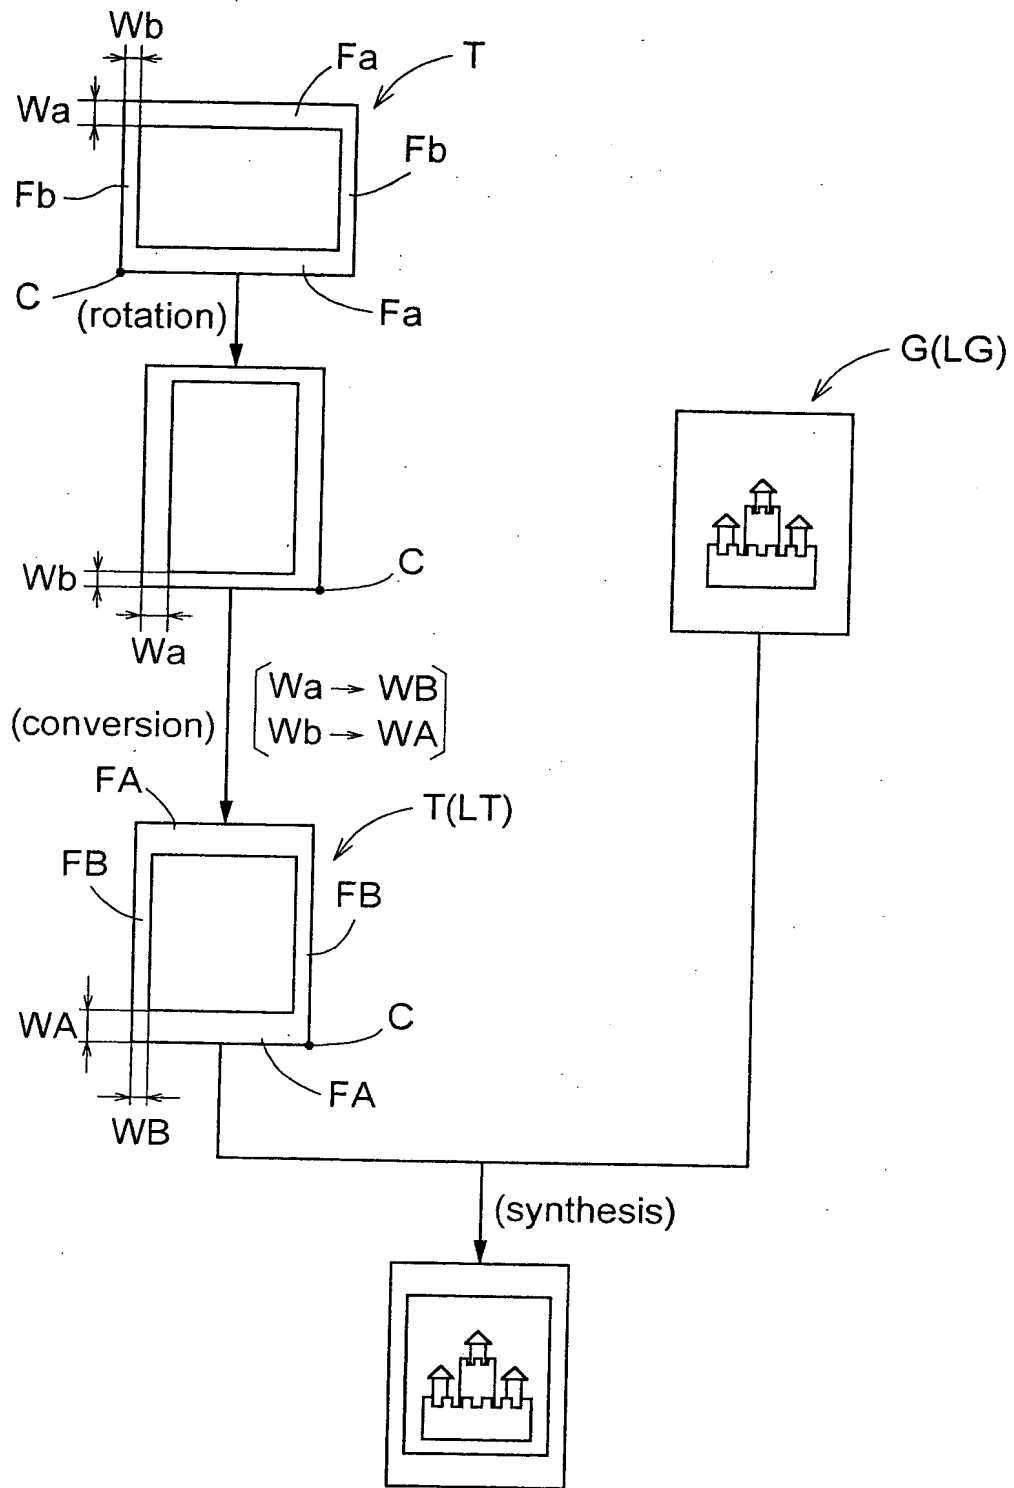 Wb
Fa
T
Wa
Fb
Fb
C
(rotation)
Fa
G(LG)
Wb
C
Wa
Wa → WB
(conversion)
Wb → WA
FA
T(LT)
FB
FB
WA
C
FA
WB
(synthesis)